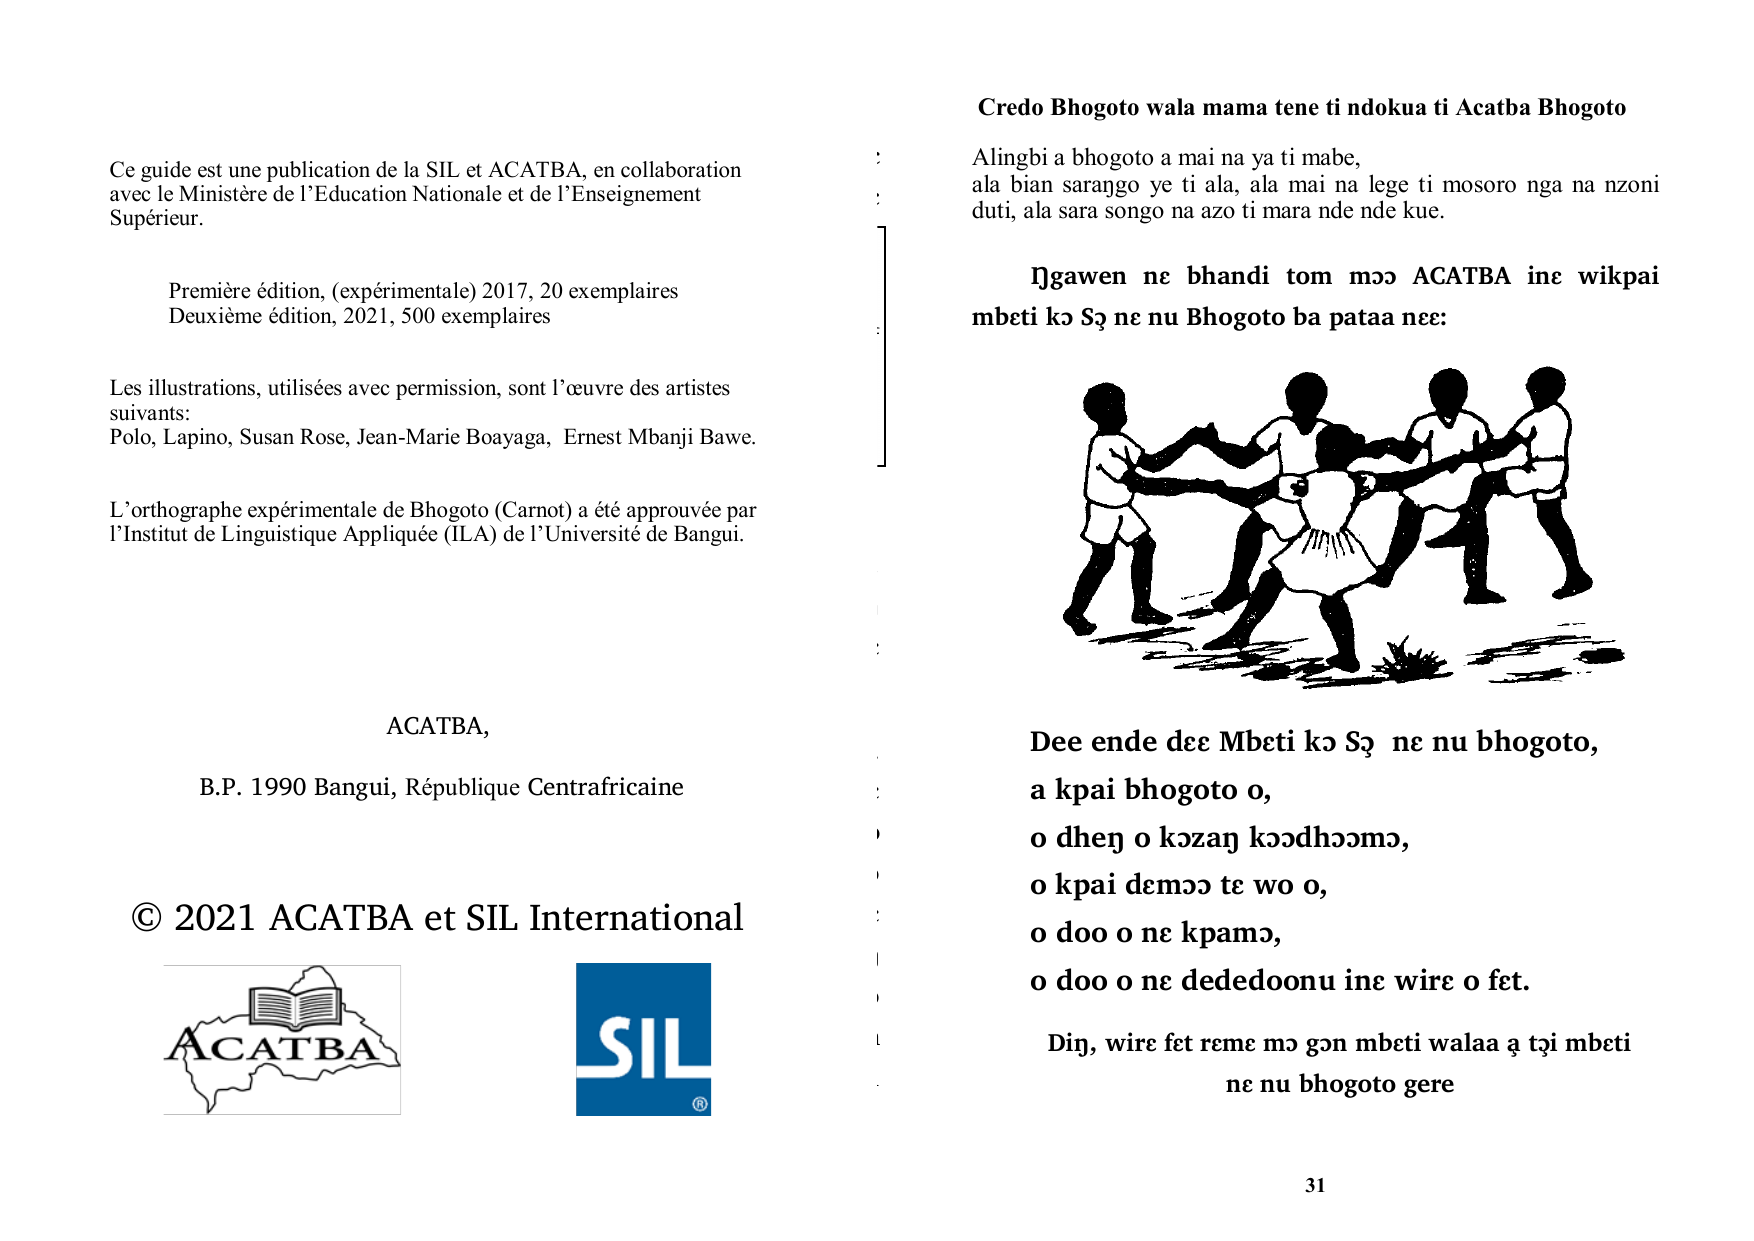 Ce guide est une publication de la SIL et ACATBA, en collaboration
avec le Ministère de l’Education Nationale et de l’Enseignement
Supérieur.
Première édition, (expérimentale) 2017, 20 exemplaires
Deuxième édition, 2021, 500 exemplaires
Les illustrations, utilisées avec permission, sont l’œuvre des artistes
suivants:
Polo, Lapino, Susan Rose, Jean-Marie Boayaga, Ernest Mbanji Bawe.
L’orthographe expérimentale de Bhogoto (Carnot) a été approuvée par
l’Institut de Linguistique Appliquée (ILA) de l’Université de Bangui.
ACATBA,
B.P. 1990 Bangui, République Centrafricaine
© 2021 ACATBA et SIL International
ACATBA
SIL ®
Credo Bhogoto wala mama tene ti ndokua ti Acatba Bhogoto
Alingbi a bhogoto a mai na ya ti mabe,
ala bian saraŋgo ye ti ala, ala mai na lege ti mosoro nga na nzoni
duti, ala sara songo na azo ti mara nde nde kue.
Ŋgawen nɛ bhandi tom mɔɔ ACATBA inɛ wikpai
mbɛti kɔ Sɔ̧ nɛ nu Bhogoto ba pataa nɛɛ:
Dee ende dɛɛ Mbɛti kɔ Sɔ̧ nɛ nu bhogoto,
a kpai bhogoto o,
o dheŋ o kɔzaŋ kɔɔdhɔɔmɔ,
o kpai dɛmɔɔ tɛ wo o,
o doo o nɛ kpamɔ,
o doo o nɛ dededoonu inɛ wirɛ o fɛt.
Diŋ, wirɛ fɛt rɛmɛ mɔ gɔn mbɛti walaa a̧ tɔ̧i mbɛti
nɛ nu bhogoto gere
31